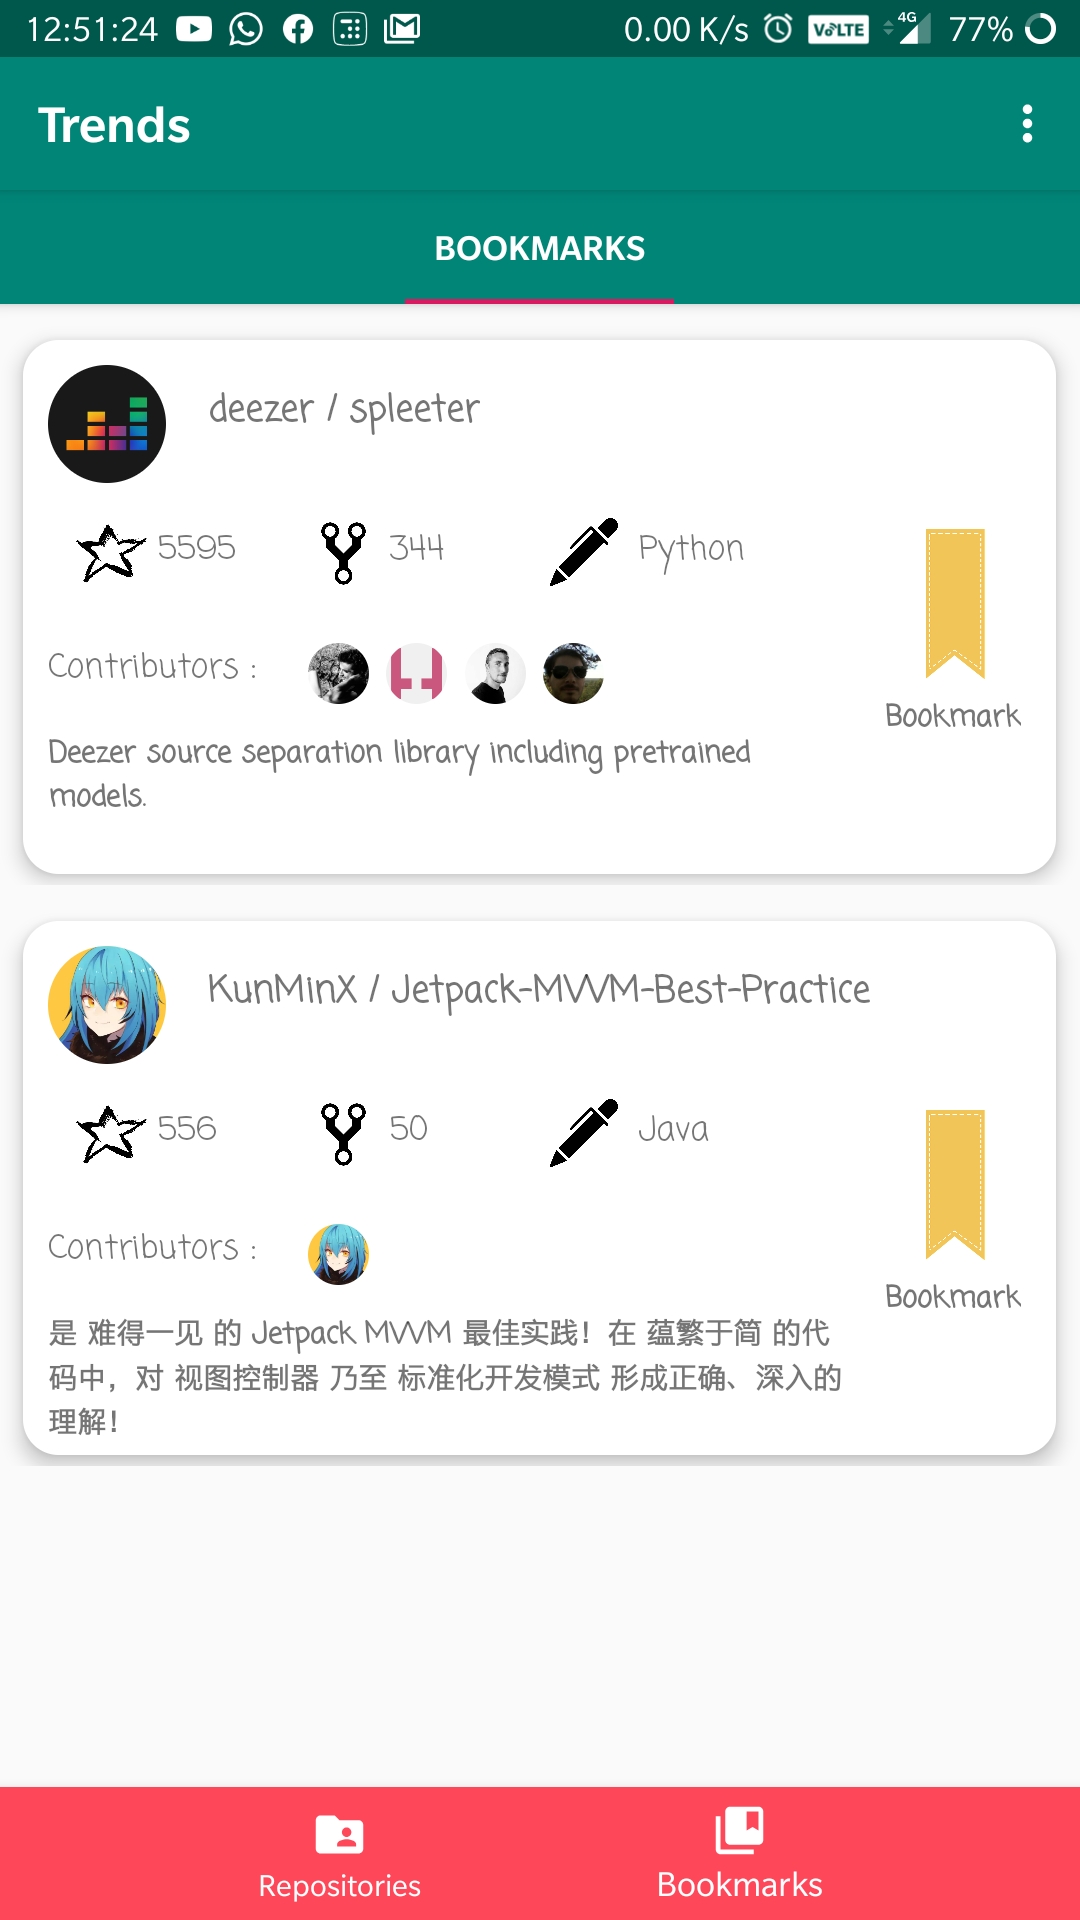 12:51:24 0.00 K/s VoLTE 4G 77%
Trends
BOOKMARKS
deezer / spleeter
5595 344 Python
Contributors :
Bookmark
Deezer source separation library including pretrained
models.
KunMinX / Jetpack-MVVM-Best-Practice
556 50 Java
Contributors :
Bookmark
是 难得一见 的 Jetpack MVVM 最佳实践！在 蕴繁于简 的代
码中，对 视图控制器 乃至 标准化开发模式 形成正确、深入的
理解！
Repositories Bookmarks